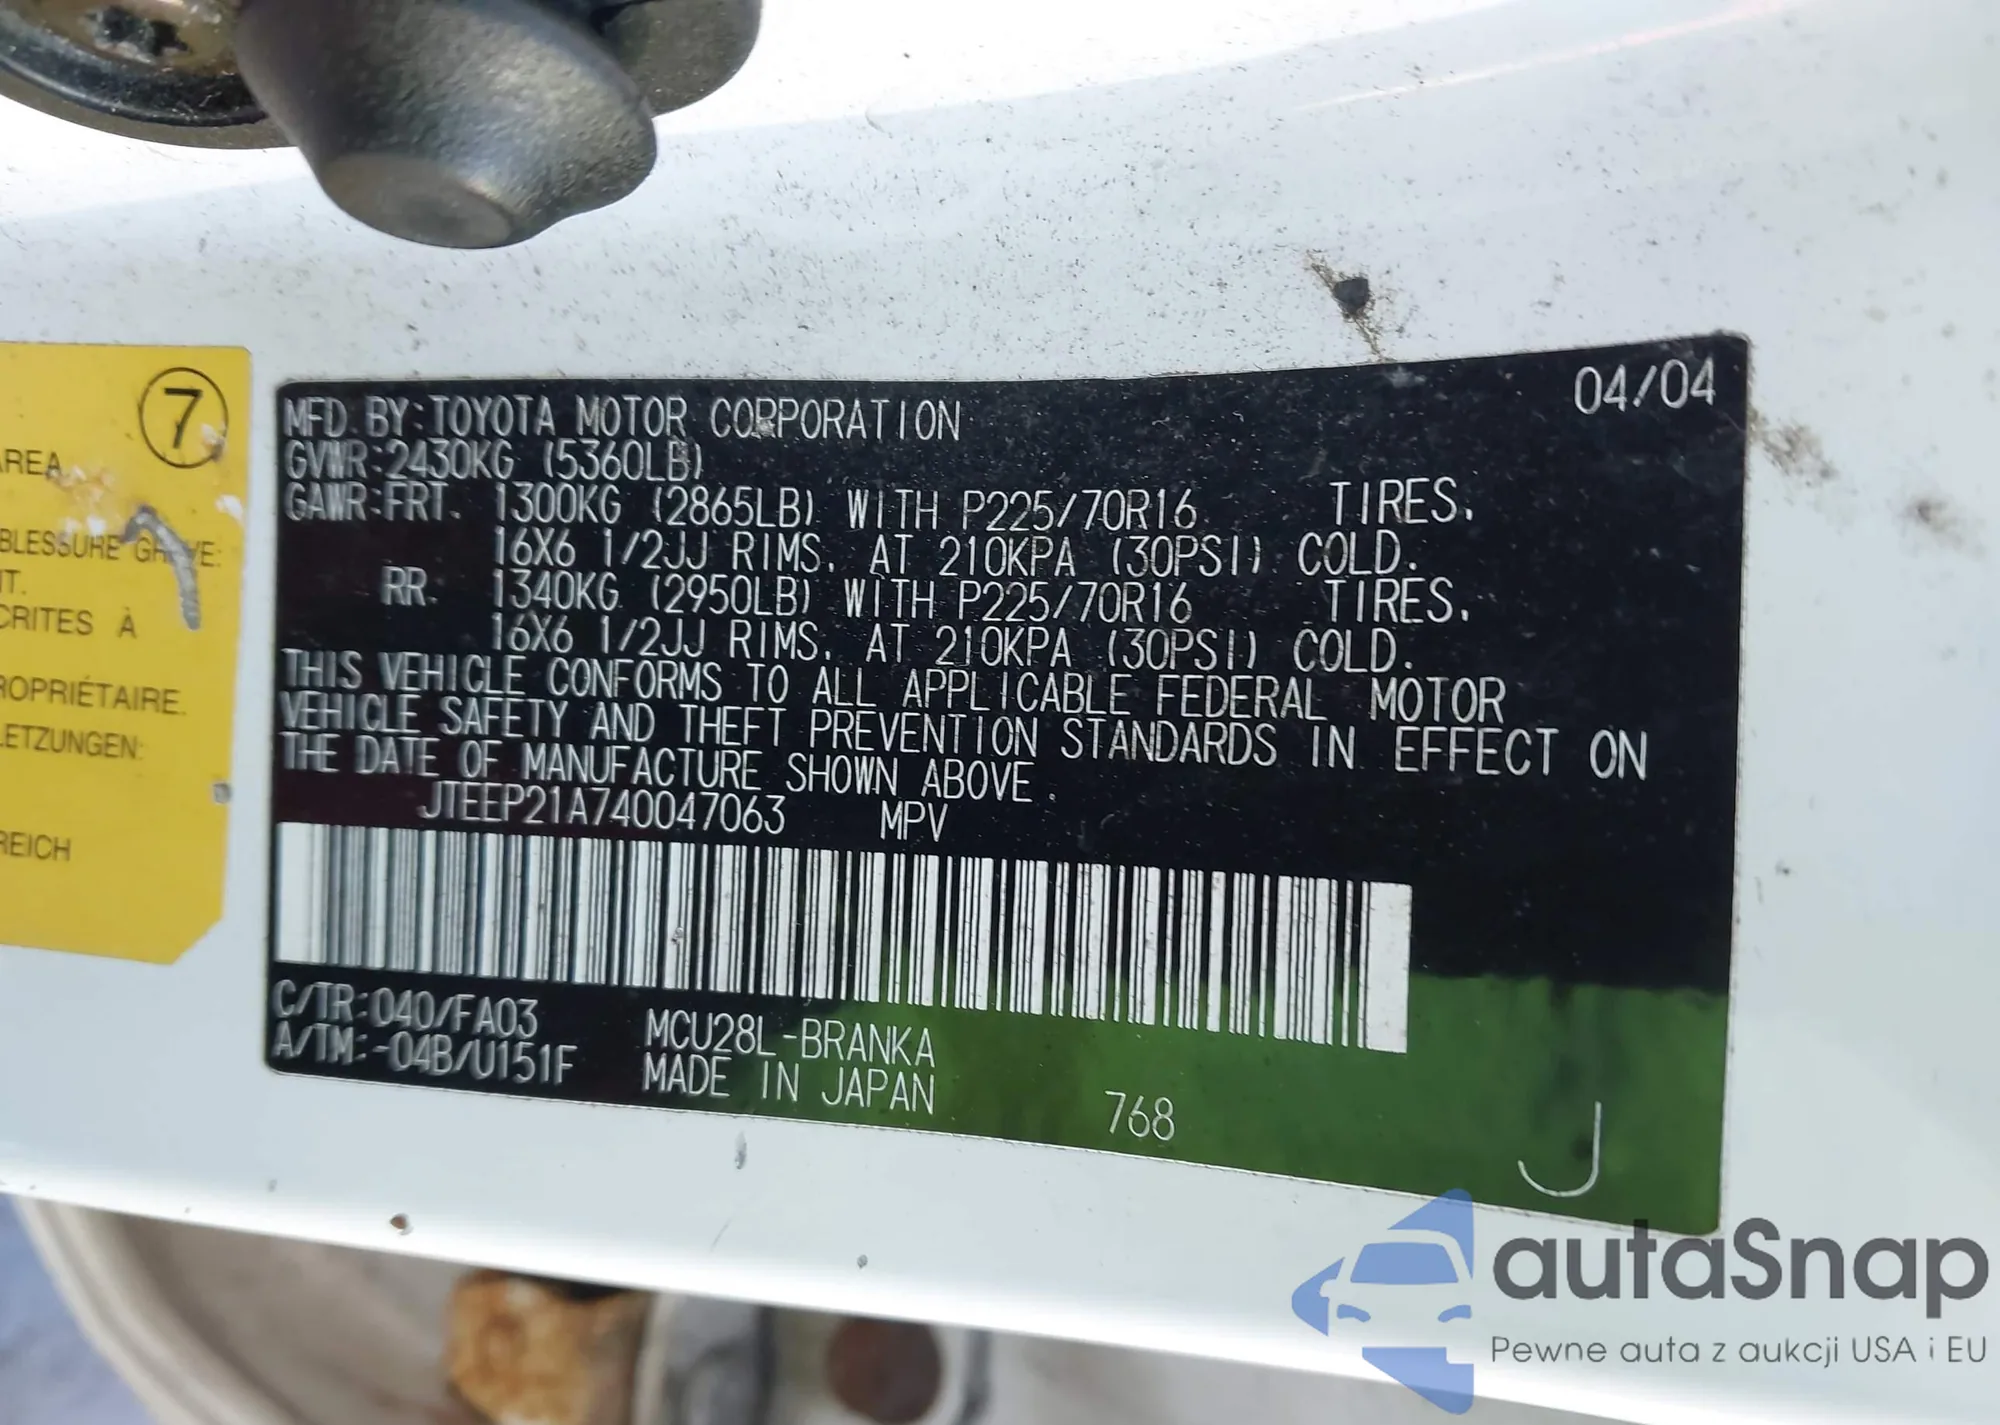 7
AREA
BLESSURE GRAVE:
NT.
CRITES À
ROPRIÉTAIRE.
LETZUNGEN:
REICH
04/04
MFD. BY: TOYOTA MOTOR CORPORATION
GVWR: 2430KG (5360LB)
GAWR: FRT. 1300KG (2865LB) WITH P225/70R16 TIRES,
16X6 1/2JJ RIMS, AT 210KPA (30PSI) COLD.
RR. 1340KG (2950LB) WITH P225/70R16 TIRES,
16X6 1/2JJ RIMS, AT 210KPA (30PSI) COLD.
THIS VEHICLE CONFORMS TO ALL APPLICABLE FEDERAL MOTOR
VEHICLE SAFETY AND THEFT PREVENTION STANDARDS IN EFFECT ON
THE DATE OF MANUFACTURE SHOWN ABOVE.
JTEEP21A740047063 MPV
C/TR: 040/FA03 MCU28L-BRANKA
A/TM: -04B/U151F MADE IN JAPAN
768
J
autaSnap
Pewne auta z aukcji USA i EU